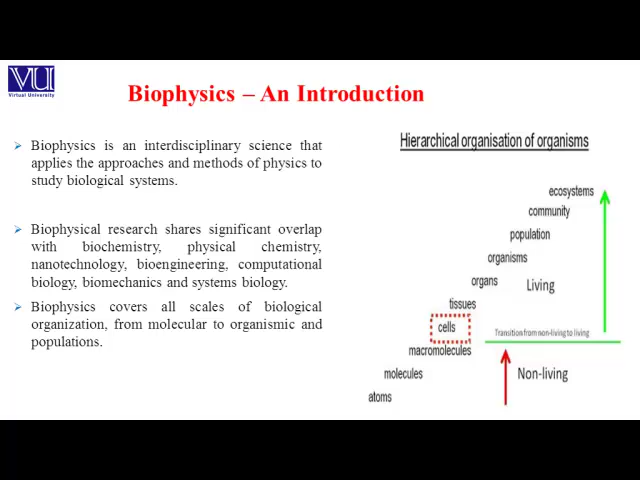 VU
Virtual University
Biophysics – An Introduction
Biophysics is an interdisciplinary science that
applies the approaches and methods of physics to
study biological systems.
Biophysical research shares significant overlap
with biochemistry, physical chemistry,
nanotechnology, bioengineering, computational
biology, biomechanics and systems biology.
Biophysics covers all scales of biological
organization, from molecular to organismic and
populations.
Hierarchical organisation of organisms
ecosystems
community
population
organisms
organs
Living
tissues
cells
Transition from non-living to living
macromolecules
molecules
Non-living
atoms